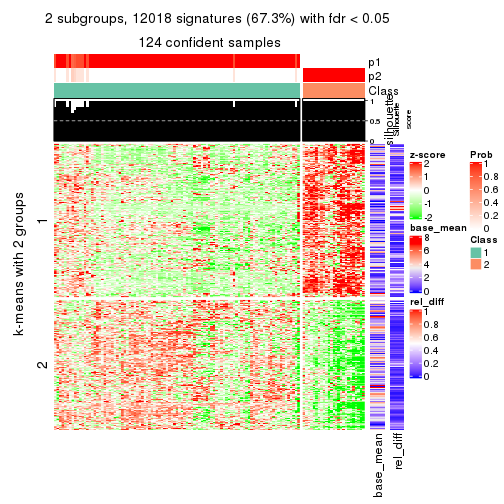 2 subgroups, 12018 signatures (67.3%) with fdr < 0.05
124 confident samples
p1
p2
Class
silhouette
Silhouette
score
1
0.5
0
k-means with 2 groups
1
2
base_mean
rel_diff
z-score
2
1
0
-1
-2
base_mean
8
6
4
2
0
rel_diff
1
0.8
0.6
0.4
0.2
0
Prob
1
0.8
0.6
0.4
0.2
0
Class
1
2